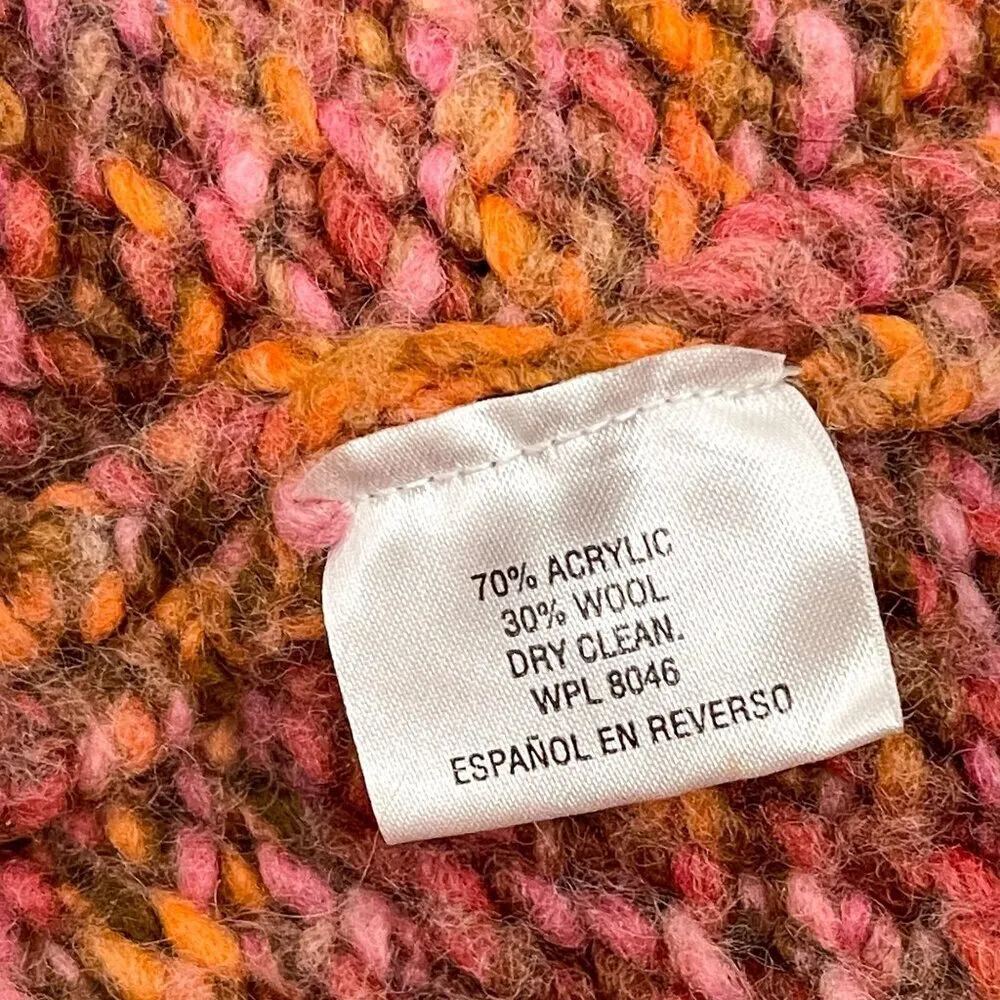 70% ACRYLIC
30% WOOL
DRY CLEAN.
WPL 8046
ESPAÑOL EN REVERSO